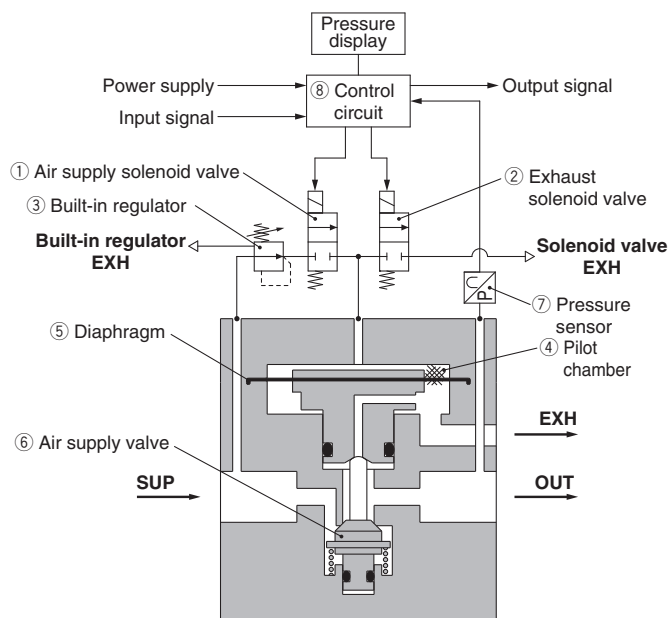 Pressure
display
Power supply
⑧ Control
circuit
Output signal
Input signal
① Air supply solenoid valve
② Exhaust
solenoid valve
③ Built-in regulator
Built-in regulator
EXH
Solenoid valve
EXH
P
⑦ Pressure
sensor
⑤ Diaphragm
④ Pilot
chamber
EXH
⑥ Air supply valve
SUP
OUT